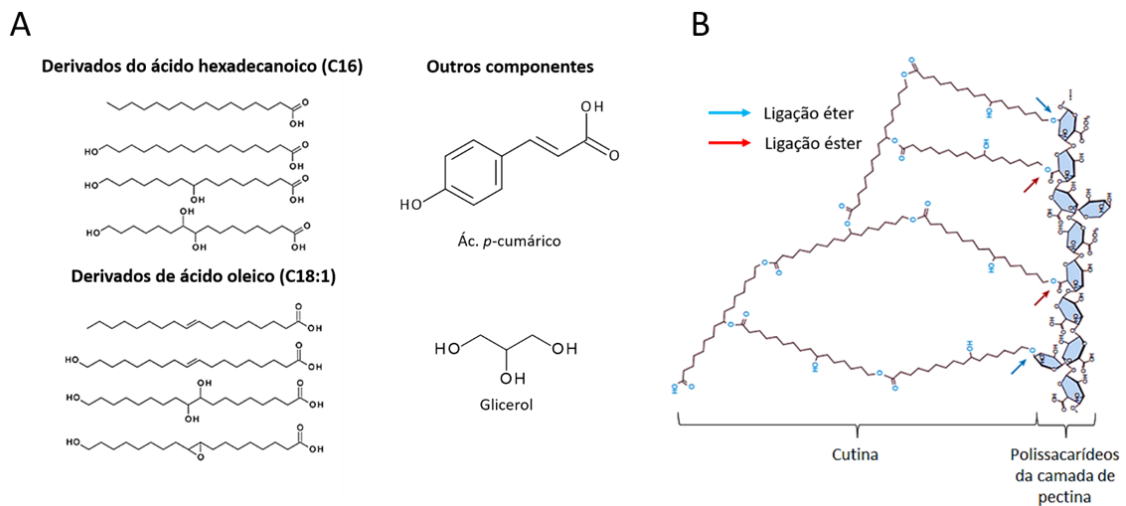 A
Derivados do ácido hexadecanoico (C16)
O
OH
HO
O
OH
HO
OH
O
OH
HO
OH
OH
O
OH
Derivados de ácido oleico (C18:1)
O
OH
HO
O
OH
HO
OH
OH
O
OH
HO
O
O
OH
Outros componentes
OH
O
HO
Ác. p-cumárico
HO
OH
OH
Glicerol
B
Ligação éter
Ligação éster
Cutina
Polissacarídeos
da camada de
pectina